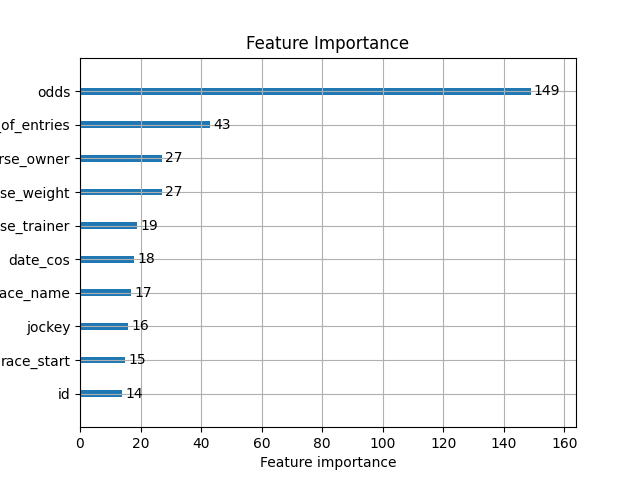 Feature Importance
odds 149
_of_entries 43
rse_owner 27
se_weight 27
se_trainer 19
date_cos 18
ace_name 17
jockey 16
race_start 15
id 14
0 20 40 60 80 100 120 140 160
Feature importance